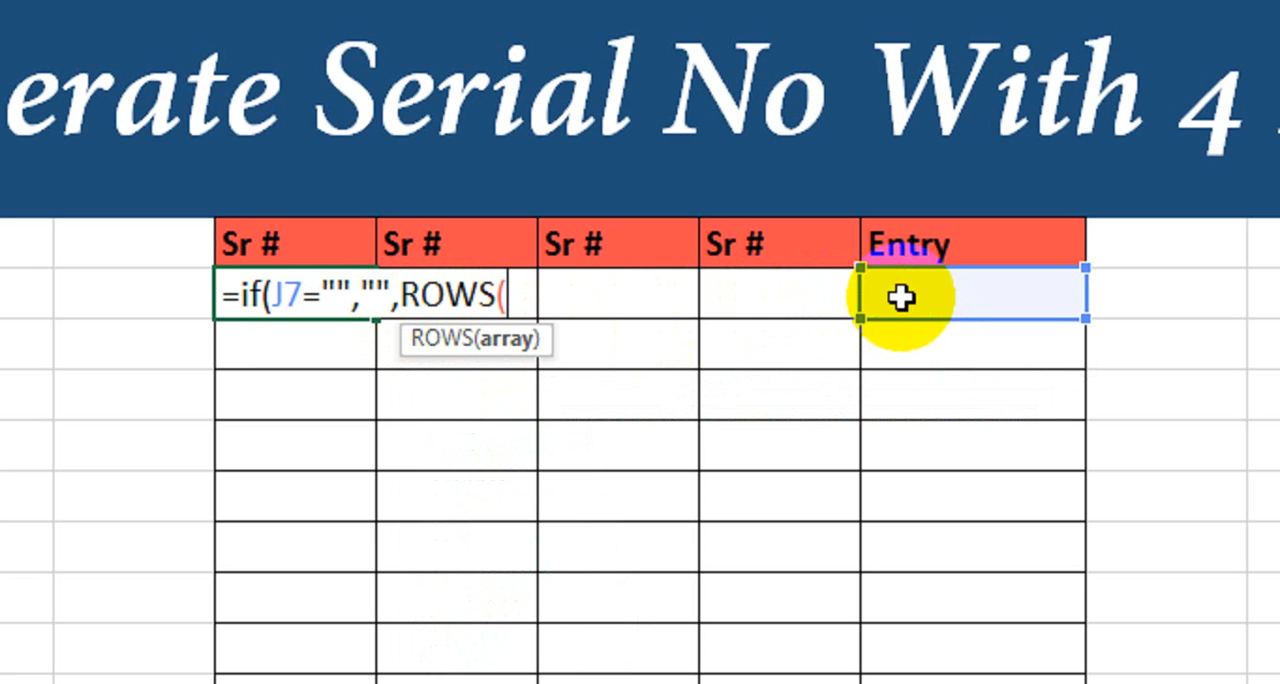 erate Serial No With 4
Sr # Sr # Sr # Sr # Entry
=if(J7="","",ROWS(
ROWS(array)